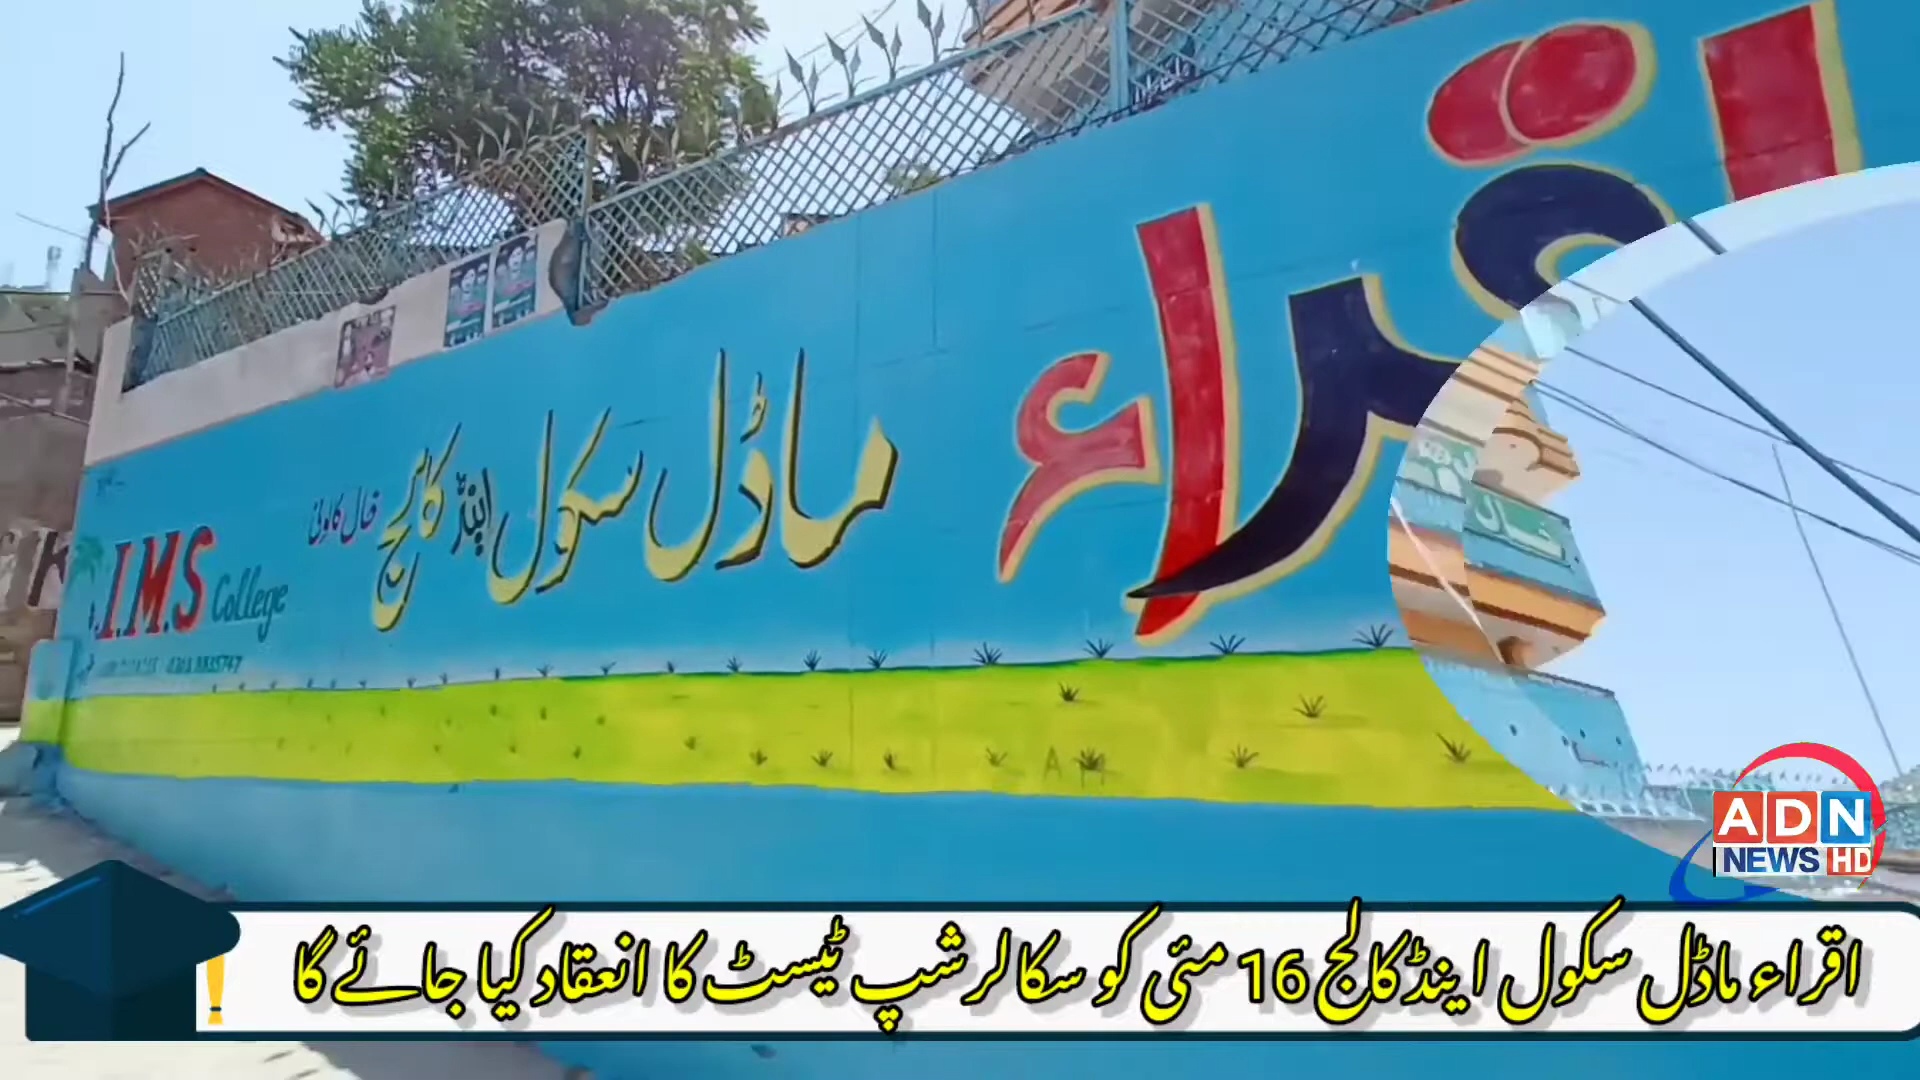 اقراء
ماڈل سکول اینڈ کالج
I.M.S College
ADN
NEWS HD
اقراء ماڈل سکول اینڈ کالج 16 مئی کو سکالرشپ ٹیسٹ کا انعقاد کیا جائے گا